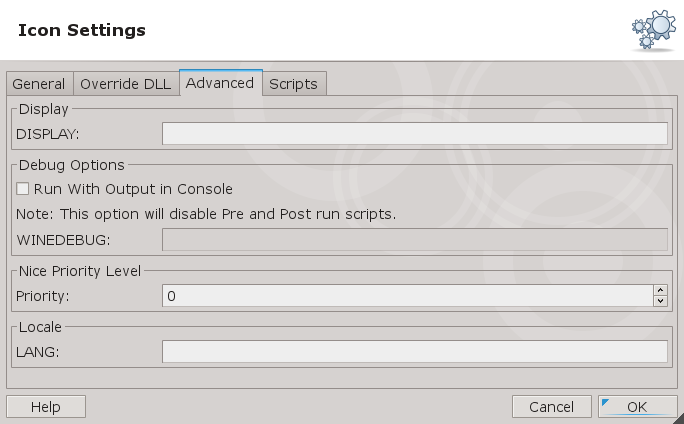 Icon Settings
General Override DLL Advanced Scripts
Display
DISPLAY:
Debug Options
Run With Output in Console
Note: This option will disable Pre and Post run scripts.
WINEDEBUG:
Nice Priority Level
Priority: 0
Locale
LANG:
Help Cancel OK